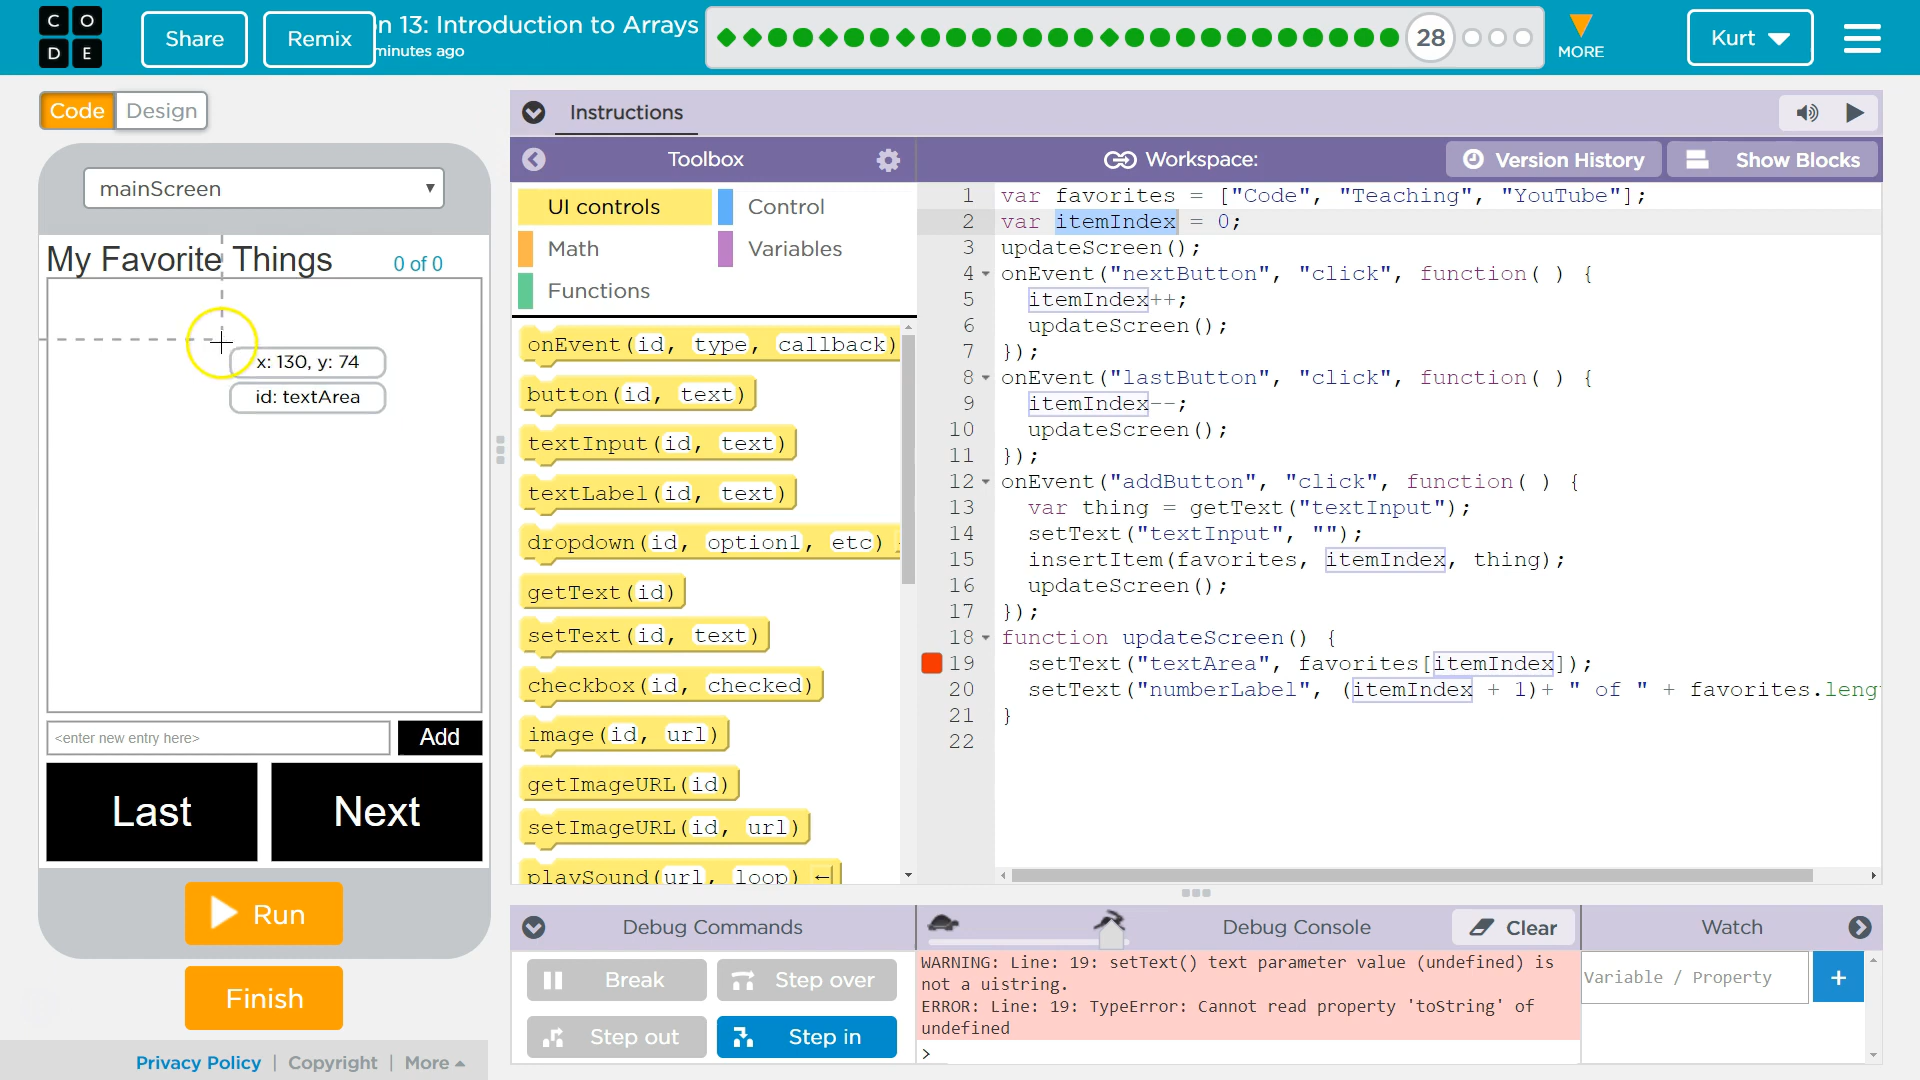 C O
D E
Share
Remix
n 13: Introduction to Arrays
minutes ago
28
MORE
Kurt
Code
Design
mainScreen
My Favorite Things
0 of 0
x: 130, y: 74
id: textArea
<enter new entry here>
Add
Last
Next
Run
Finish
Privacy Policy | Copyright | More
Instructions
Toolbox
Workspace:
Version History
Show Blocks
UI controls
Control
Math
Variables
Functions
onEvent(id, type, callback)
button(id, text)
textInput(id, text)
textLabel(id, text)
dropdown(id, option1, etc)
getText(id)
setText(id, text)
checkbox(id, checked)
image(id, url)
getImageURL(id)
setImageURL(id, url)
playSound(url, loop)
1 var favorites = ["Code", "Teaching", "YouTube"];
2 var itemIndex = 0;
3 updateScreen();
4 onEvent("nextButton", "click", function( ) {
5 itemIndex++;
6 updateScreen();
7 });
8 onEvent("lastButton", "click", function( ) {
9 itemIndex--;
10 updateScreen();
11 });
12 onEvent("addButton", "click", function( ) {
13 var thing = getText("textInput");
14 setText("textInput", "");
15 insertItem(favorites, itemIndex, thing);
16 updateScreen();
17 });
18 function updateScreen() {
19 setText("textArea", favorites[itemIndex]);
20 setText("numberLabel", (itemIndex + 1)+ " of " + favorites.leng
21 }
22
Debug Commands
Break
Step over
Step out
Step in
Debug Console
Clear
WARNING: Line: 19: setText() text parameter value (undefined) is
not a uistring.
ERROR: Line: 19: TypeError: Cannot read property 'toString' of
undefined
>
Watch
Variable / Property
+